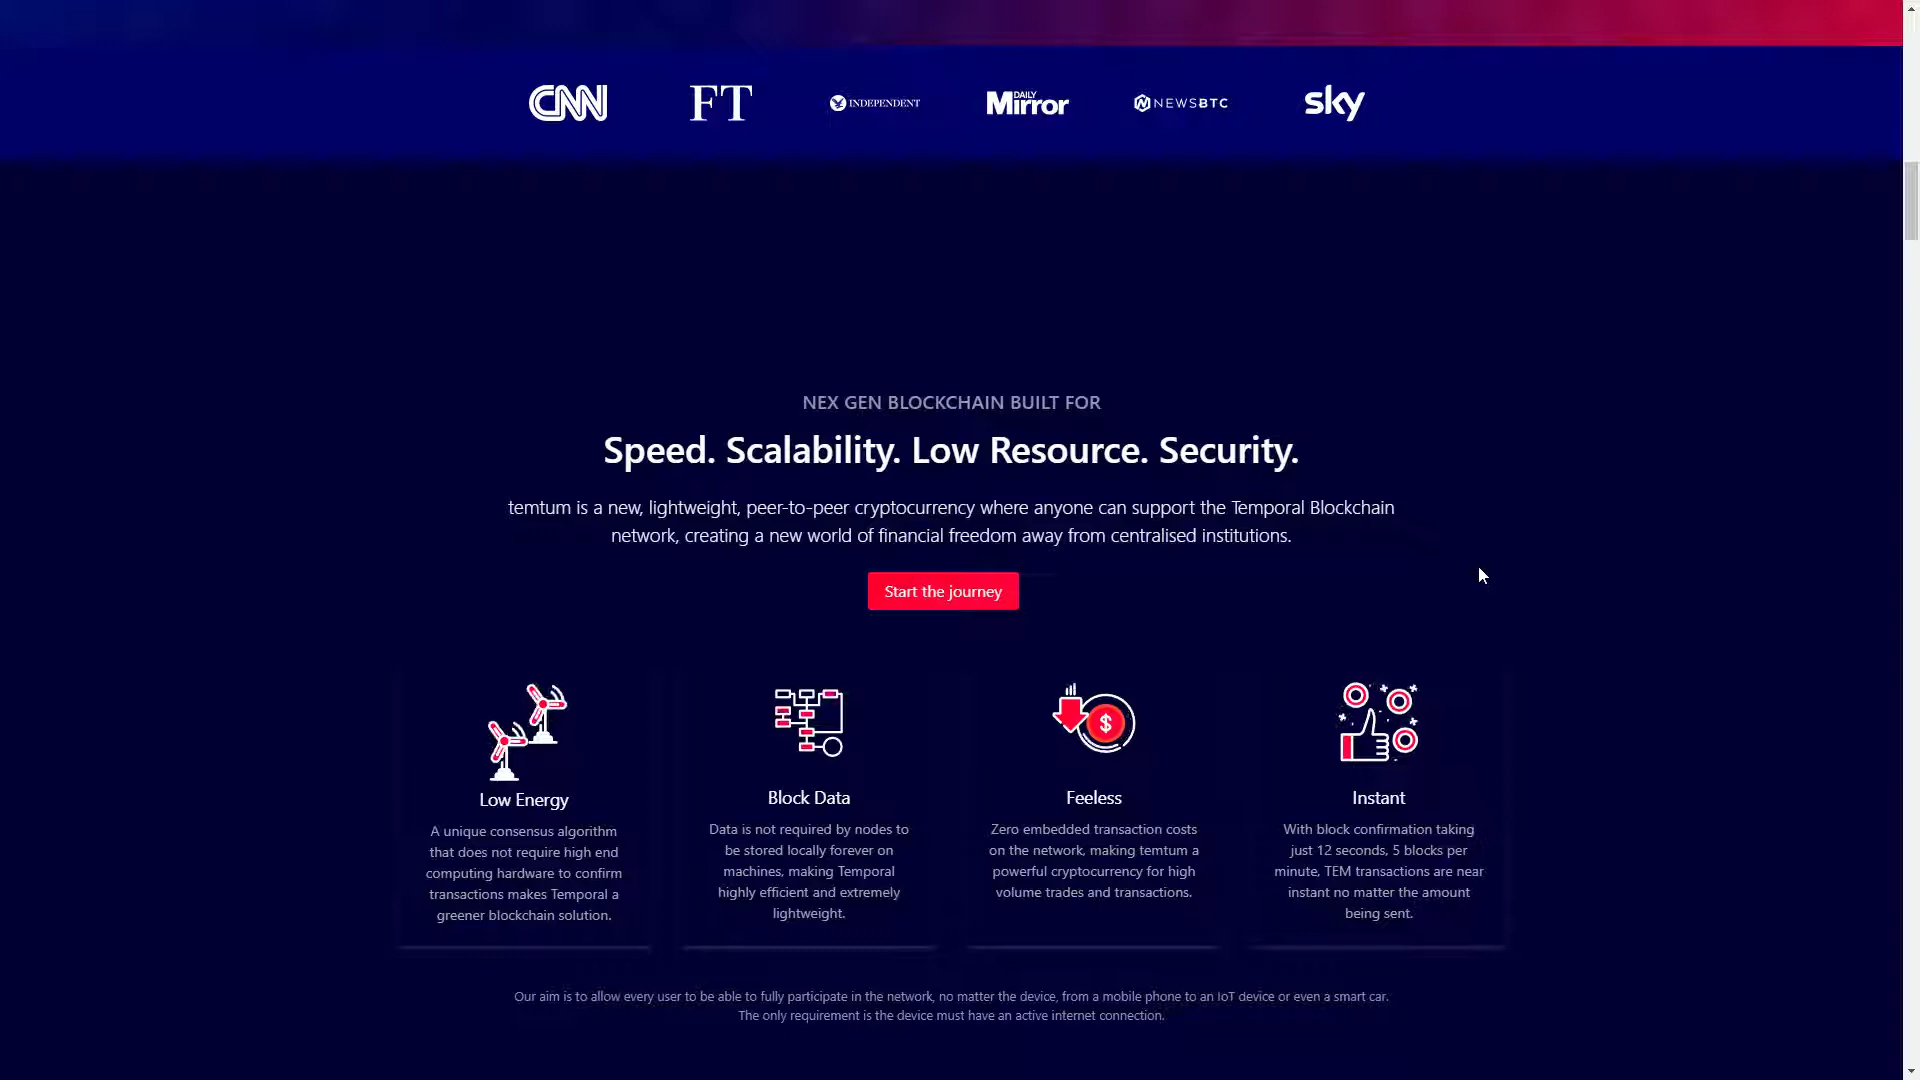 CNN
FT
INDEPENDENT
DAILY
Mirror
NEWSBTC
sky
NEX GEN BLOCKCHAIN BUILT FOR
Speed. Scalability. Low Resource. Security.
temtum is a new, lightweight, peer-to-peer cryptocurrency where anyone can support the Temporal Blockchain
network, creating a new world of financial freedom away from centralised institutions.
Start the journey
Low Energy
A unique consensus algorithm
that does not require high end
computing hardware to confirm
transactions makes Temporal a
greener blockchain solution.
Block Data
Data is not required by nodes to
be stored locally forever on
machines, making Temporal
highly efficient and extremely
lightweight.
$
Feeless
Zero embedded transaction costs
on the network, making temtum a
powerful cryptocurrency for high
volume trades and transactions.
Instant
With block confirmation taking
just 12 seconds, 5 blocks per
minute, TEM transactions are near
instant no matter the amount
being sent.
Our aim is to allow every user to be able to fully participate in the network, no matter the device, from a mobile phone to an IoT device or even a smart car.
The only requirement is the device must have an active internet connection.